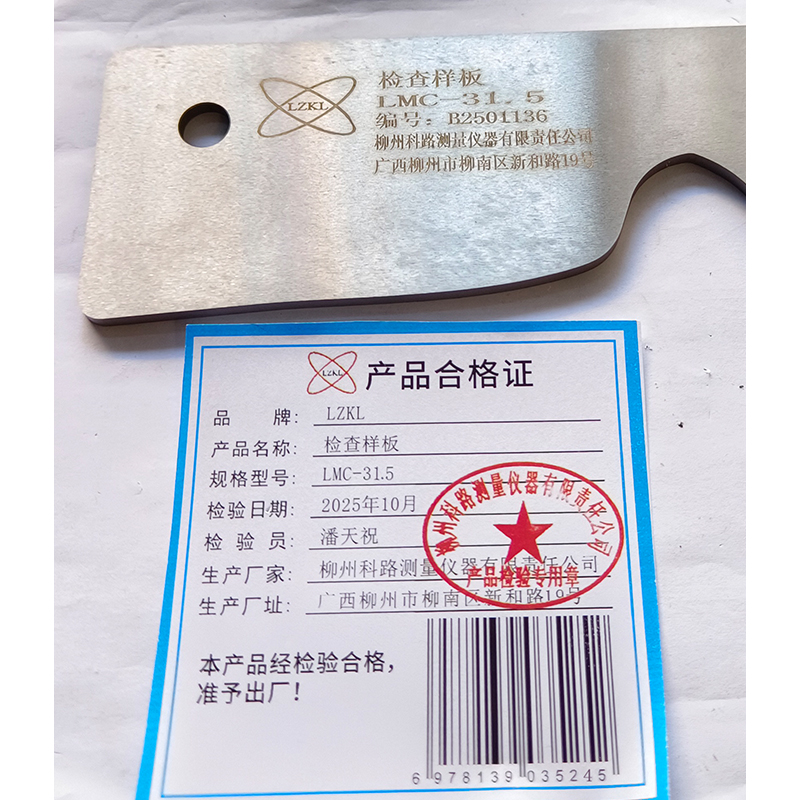 LZKL
检查样板
LMC-31.5
编号：B2501136
柳州科路测量仪器有限责任公司
广西柳州市柳南区新和路19号
LZKL
产品合格证
品 牌： LZKL
产品名称： 检查样板
规格型号： LMC-31.5
检验日期： 2025年10月
检 验 员： 潘天祝
生产厂家： 柳州科路测量仪器有限责任公司
生产厂址： 广西柳州市柳南区新和路19号
柳州科路测量仪器有限责任公司
产品检验专用章
本产品经检验合格，
准予出厂！
6 978139 035245